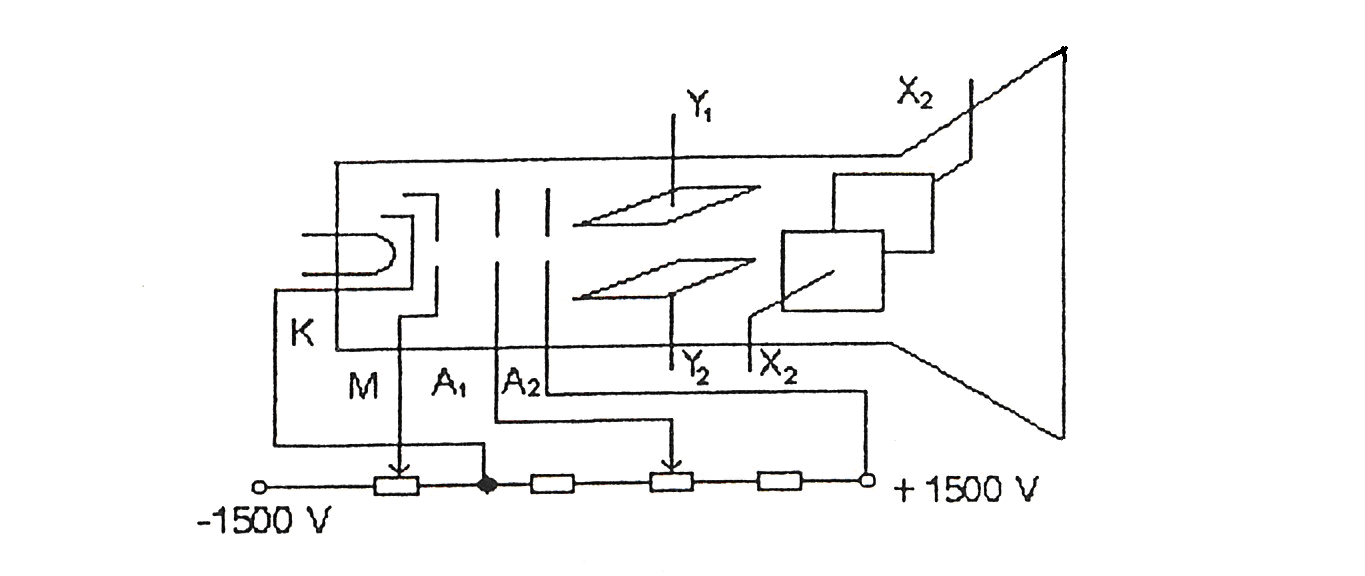 Y₁
X₂
K
M
A₁
A₂
Y₂
X₂
-1500 V
+ 1500 V